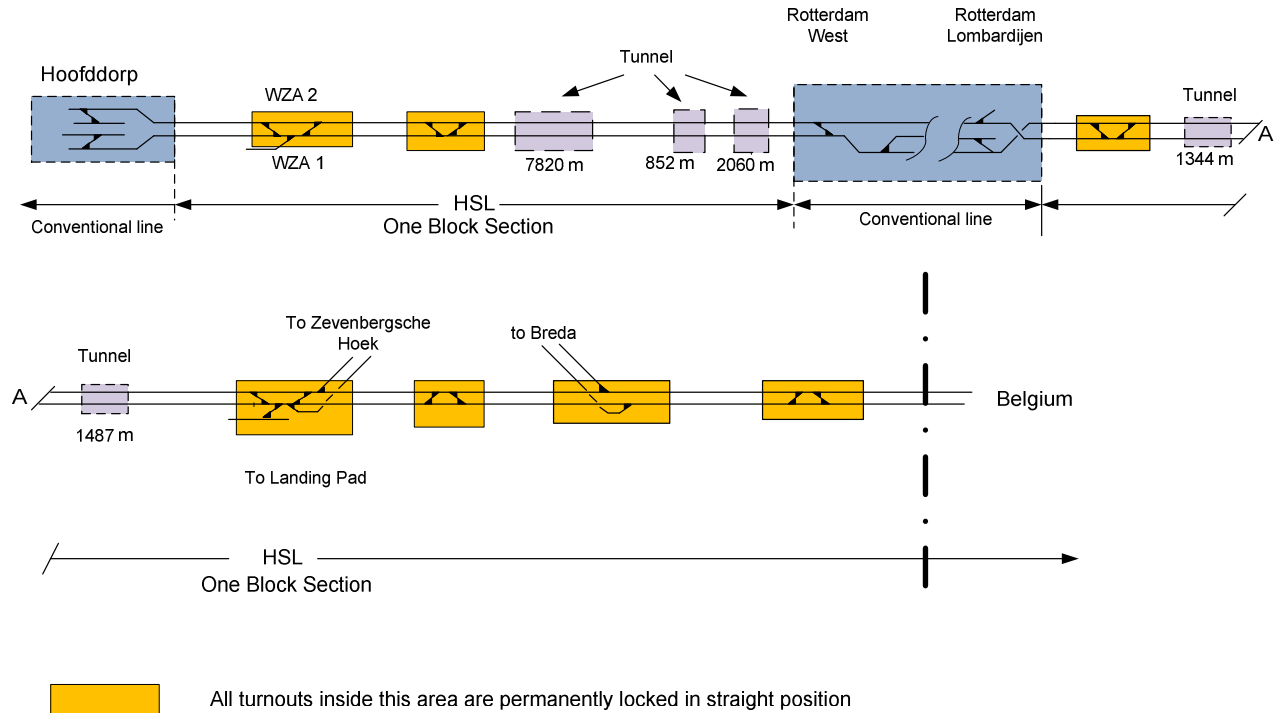 Rotterdam
West
Rotterdam
Lombardijen
Tunnel
Hoofddorp
WZA 2
Tunnel
WZA 1
7820 m
852 m
2060 m
1344 m
A
HSL
One Block Section
Conventional line
Conventional line
To Zevenbergsche
Hoek
to Breda
Tunnel
A
1487 m
Belgium
To Landing Pad
HSL
One Block Section
All turnouts inside this area are permanently locked in straight position